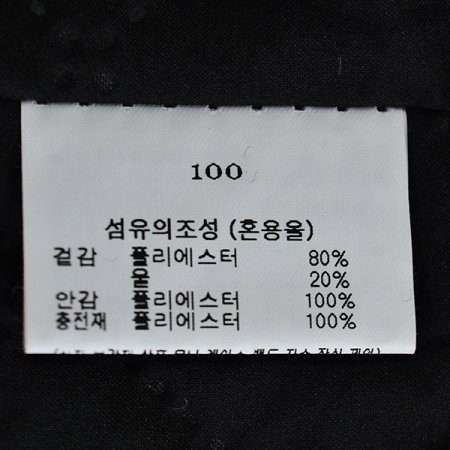 100
섬유의조성 (혼용율)
겉감 폴리에스터 80%
울 20%
안감 폴리에스터 100%
충전재 폴리에스터 100%